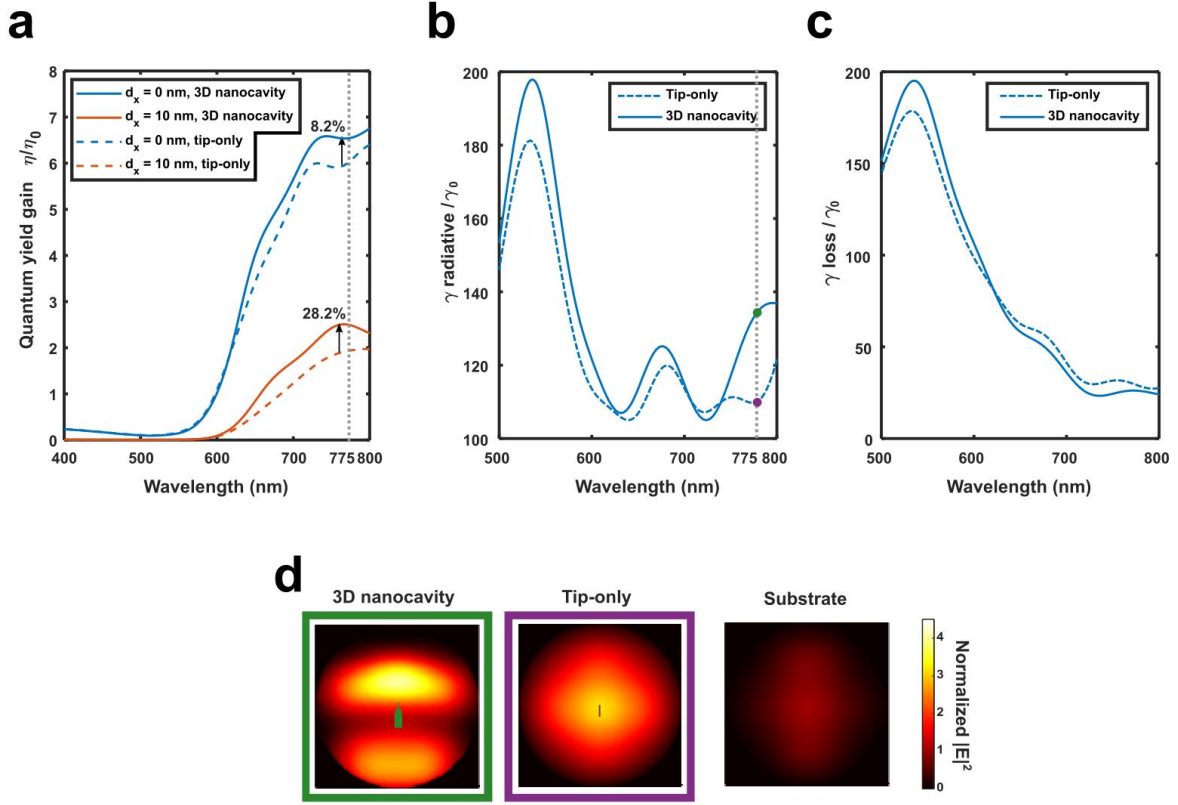 a
b
c
8
7
6
5
4
3
2
1
0
Quantum yield gain η/η0
dx = 0 nm, 3D nanocavity
dx = 10 nm, 3D nanocavity
dx = 0 nm, tip-only
dx = 10 nm, tip-only
8.2%
28.2%
400 500 600 700 775 800
Wavelength (nm)
200
180
160
140
120
100
γ radiative / γ0
Tip-only
3D nanocavity
500 600 700 775 800
Wavelength (nm)
200
150
100
50
0
γ loss / γ0
Tip-only
3D nanocavity
500 600 700 800
Wavelength (nm)
d
3D nanocavity
Tip-only
Substrate
4
3
2
1
0
Normalized |E|2